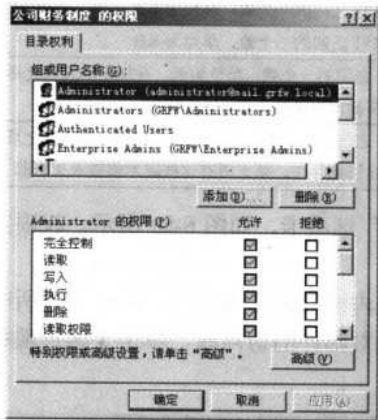 公司财务制度 的权限
目录权利
组或用户名称(G):
Administrator (administrator@mail.grfw.local)
Administrators (GRFW\Administrators)
Authenticated Users
Enterprise Admins (GRFW\Enterprise Admins)
添加(D)... 删除(R)
Administrator 的权限(P) 允许 拒绝
完全控制
读取
写入
执行
删除
读取权限
特别权限或高级设置，请单击“高级”。 高级(V)
确定 取消 应用(A)